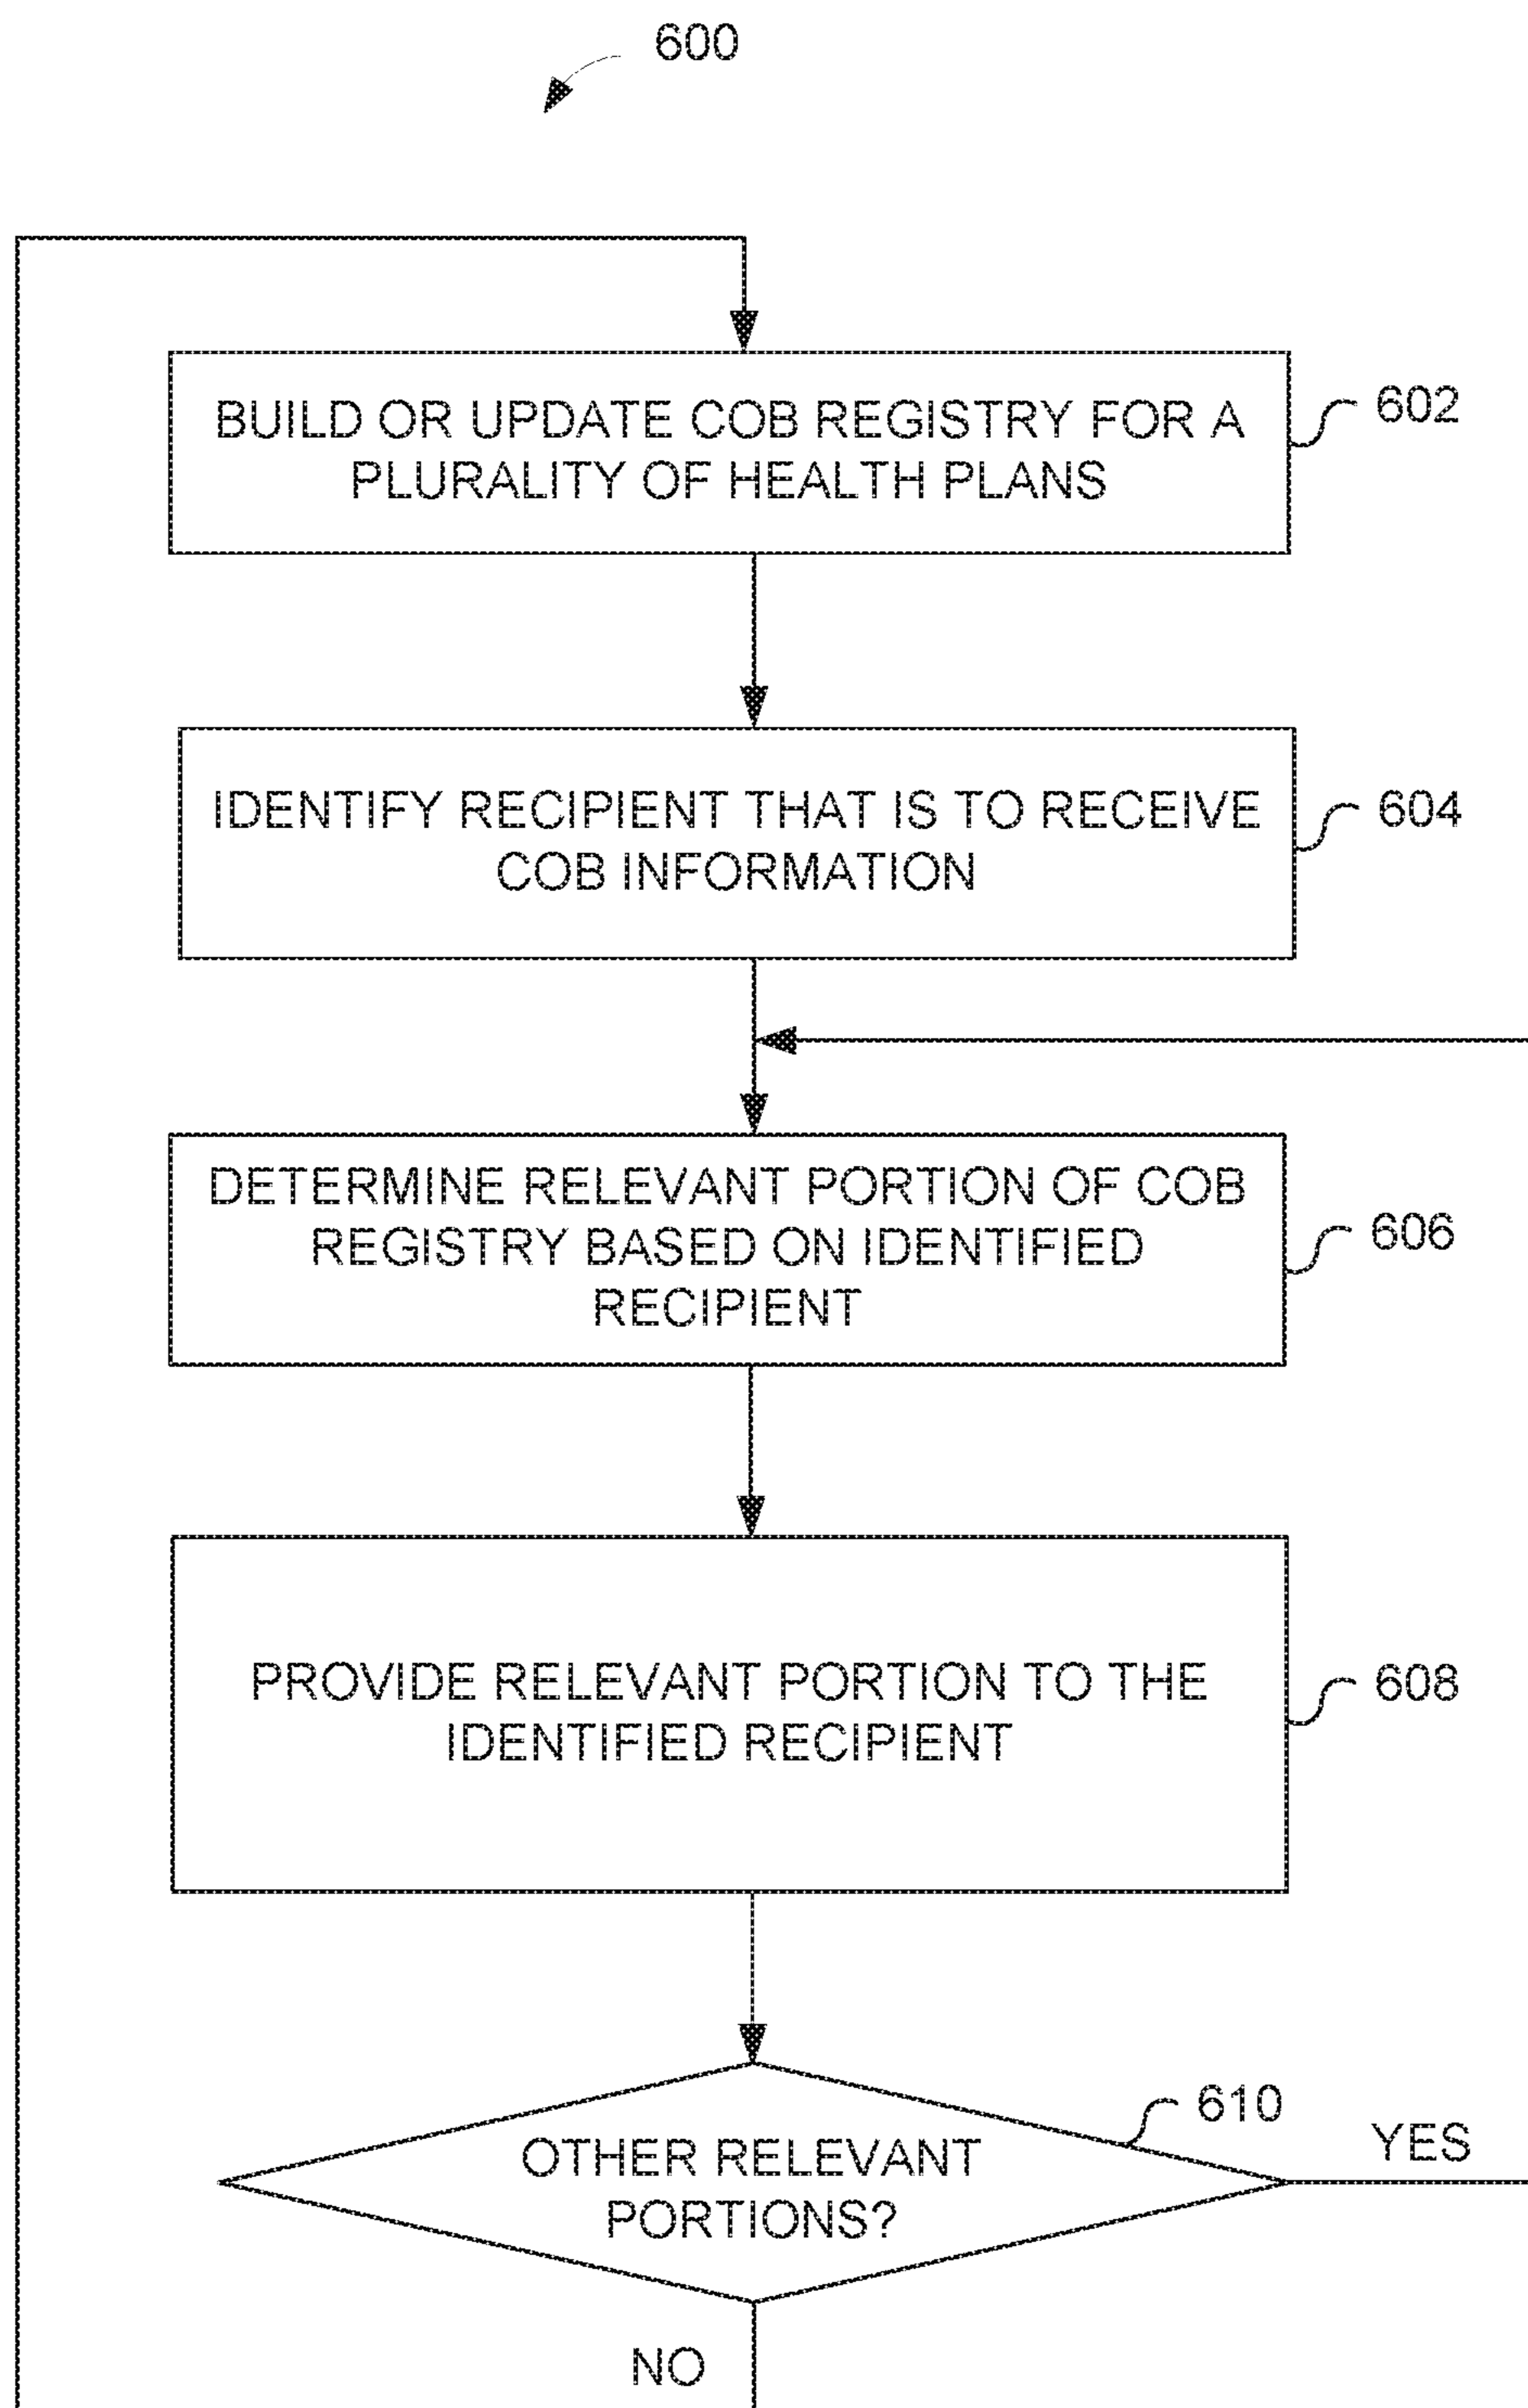 600
BUILD OR UPDATE COB REGISTRY FOR A
PLURALITY OF HEALTH PLANS
602
IDENTIFY RECIPIENT THAT IS TO RECEIVE
COB INFORMATION
604
DETERMINE RELEVANT PORTION OF COB
REGISTRY BASED ON IDENTIFIED
RECIPIENT
606
PROVIDE RELEVANT PORTION TO THE
IDENTIFIED RECIPIENT
608
610
OTHER RELEVANT
PORTIONS?
YES
NO